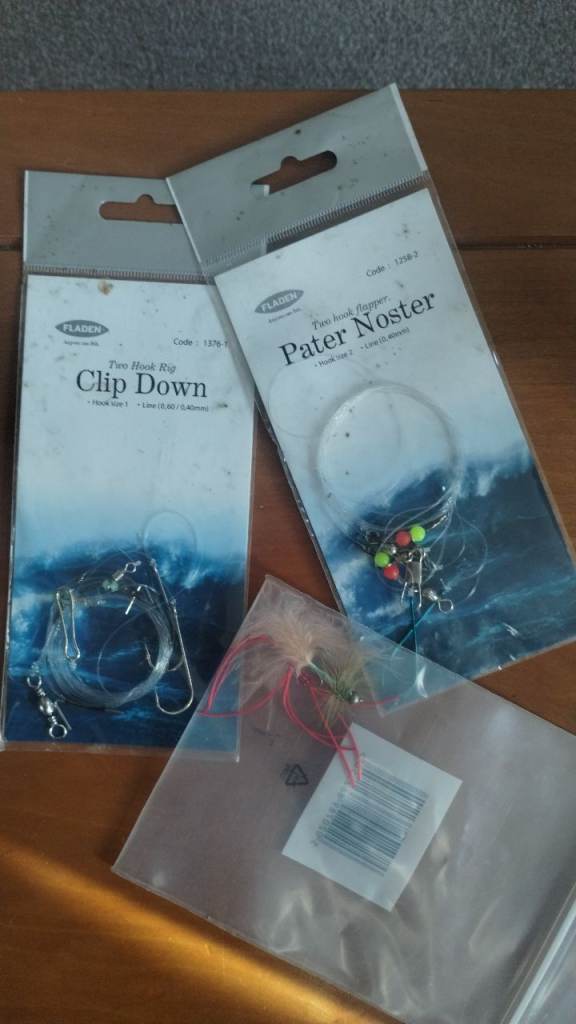 FLADEN
Code : 1376-1
Two Hook Rig
Clip Down
• Hook size 1 • Line (0,60 / 0,40mm)
FLADEN
Code : 1258-2
Two hook flapper.
Pater Noster
• Hook size 2 • Line (0,40mm)